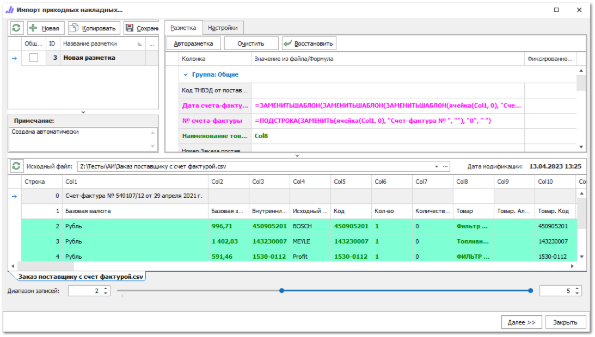 Импорт приходных накладных...
Новая Копировать Сохрани
Общ... ID Название разметки ...
3 Новая разметка
Примечание:
Создана автоматически
Разметка Настройки
Авторазметка Очистить Восстановить
Колонка Значение из файла/Формула Фиксированно...
Группа: Общие
Код ТНВЭД от постав...
Дата счета-факту... =ЗАМЕНИТЬШАБЛОН(ЗАМЕНИТЬШАБЛОН(ЗАМЕНИТЬШАБЛОН(ячейка(Col1, 0), "Сче...
№ счета-фактуры =ПОДСТРОКА(ЗАМЕНИТЬ(ячейка(Col1, 0), "Счет фактура № ", ""), "0", " ")
Наименование тов... Col8
Номер Заказа постав...
Исходный файл: Z:\Тесты\АИ\Заказ поставщику с счет фактурой.csv Дата модификации: 13.04.2023 13:25
Строка Col1 Col2 Col3 Col4 Col5 Col6 Col7 Col8 Col9 Col10 Co
0 Счет-фактура № 549107/12 от 29 апреля 2021 г.
1 Базовая валюта Базовая з... Внутренни... Исходный ... Код Кол-во Количеств... Товар Товар. Ал... Товар. Код
2 Рубль 996,71 450905201 BOSCH 450905201 1 0 Фильтр ... 450905201
3 Рубль 1 402,03 143230007 MEYLE 143230007 1 0 Топливн... 143230007
4 Рубль 591,46 1530-0112 Profit 1530-0112 1 0 ФИЛЬТР ... 1530-0112
Заказ поставщику с счет фактурой.csv
Диапазон записей: 2 5
Далее >> Закрыть